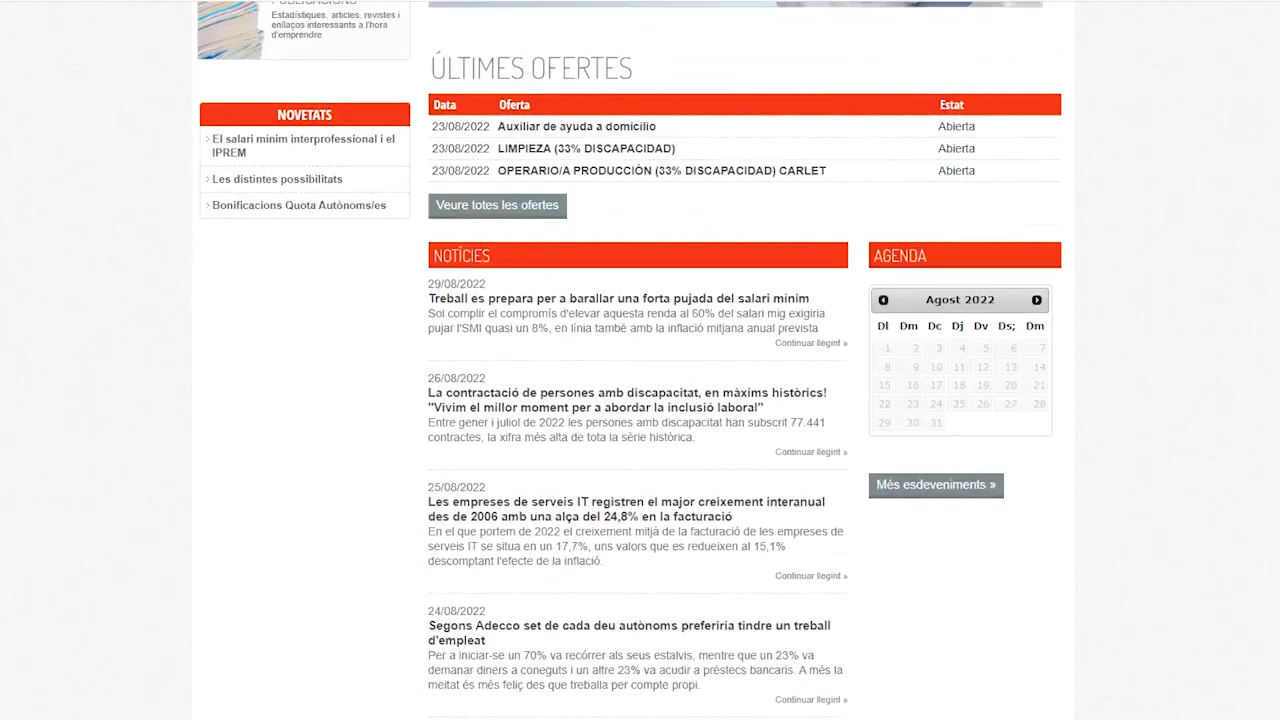 PUBLICACIONS
Estadístiques, articles, revistes i
enllaços interessants a l'hora
d'emprendre
NOVETATS
El salari mínim interprofessional i el
IPREM
Les distintes possibilitats
Bonificacions Quota Autònoms/es
ÚLTIMES OFERTES
Data Oferta Estat
23/08/2022 Auxiliar de ayuda a domicilio Abierta
23/08/2022 LIMPIEZA (33% DISCAPACIDAD) Abierta
23/08/2022 OPERARIO/A PRODUCCIÓN (33% DISCAPACIDAD) CARLET Abierta
Veure totes les ofertes
NOTÍCIES
29/08/2022
Treball es prepara per a barallar una forta pujada del salari mínim
Sol complir el compromís d'elevar aquesta renda al 60% del salari mig exigiria
pujar l'SMI quasi un 8%, en línia també amb la inflació mitjana anual prevista
Continuar llegint »
26/08/2022
La contractació de persones amb discapacitat, en màxims històrics!
"Vivim el millor moment per a abordar la inclusió laboral"
Entre gener i juliol de 2022 les persones amb discapacitat han subscrit 77.441
contractes, la xifra més alta de tota la sèrie històrica.
Continuar llegint »
25/08/2022
Les empreses de serveis IT registren el major creixement interanual
des de 2006 amb una alça del 24,8% en la facturació
En el que portem de 2022 el creixement mitjà de la facturació de les empreses de
serveis IT se situa en un 17,7%, uns valors que es redueixen al 15,1%
descomptant l'efecte de la inflació.
Continuar llegint »
24/08/2022
Segons Adecco set de cada deu autònoms preferiria tindre un treball
d'empleat
Per a iniciar-se un 70% va recórrer als seus estalvis, mentre que un 23% va
demanar diners a coneguts i un altre 23% va acudir a préstecs bancaris. A més la
meitat és més feliç des que treballa per compte propi.
Continuar llegint »
AGENDA
Agost 2022
Dl Dm Dc Dj Dv Ds; Dm
1 2 3 4 5 6 7
8 9 10 11 12 13 14
15 16 17 18 19 20 21
22 23 24 25 26 27 28
29 30 31
Més esdeveniments »